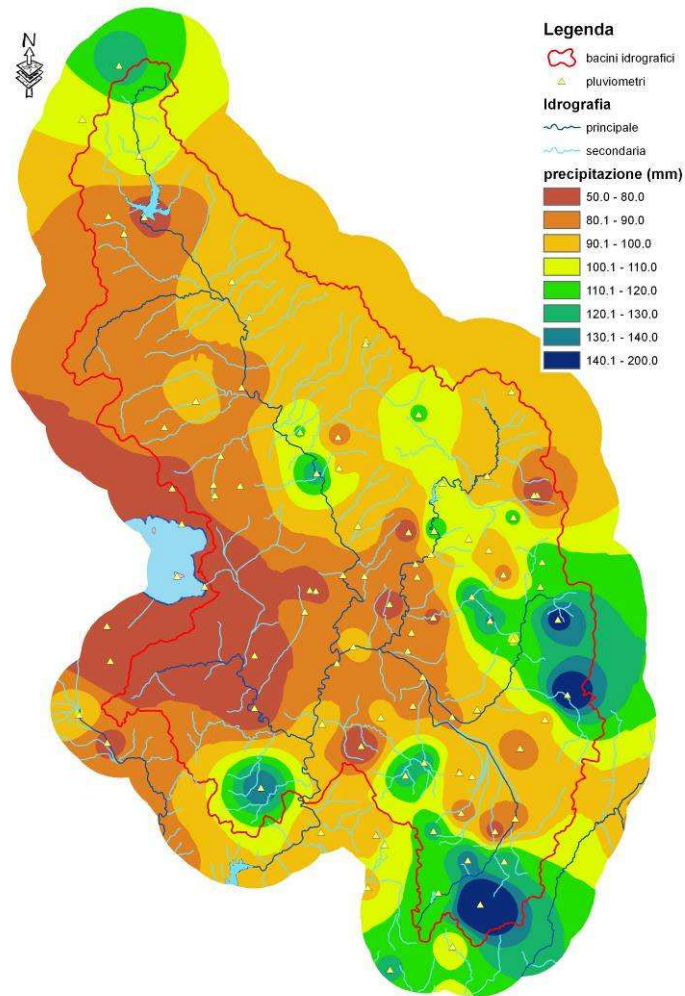 N
Legenda
bacini idrografici
pluviometri
Idrografia
principale
secondaria
precipitazione (mm)
50.0 - 80.0
80.1 - 90.0
90.1 - 100.0
100.1 - 110.0
110.1 - 120.0
120.1 - 130.0
130.1 - 140.0
140.1 - 200.0